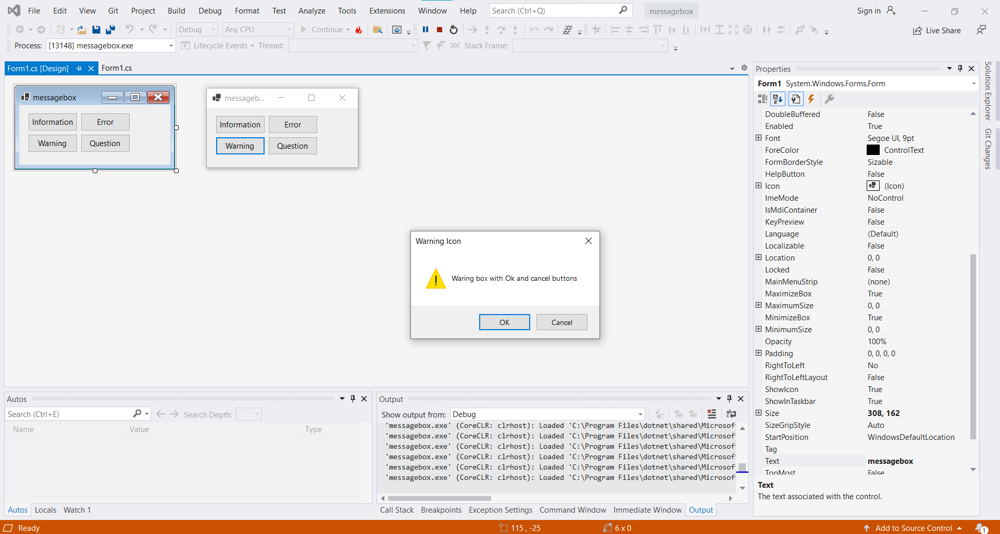 File Edit View Git Project Build Debug Format Test Analyze Tools Extensions Window Help Search (Ctrl+Q) messagebox Sign in
Debug Any CPU Continue Live Share
Process: [13148] messagebox.exe Lifecycle Events Thread: Stack Frame:
Form1.cs [Design] Form1.cs
messagebox
Information Error
Warning Question
messageb...
Information Error
Warning Question
Warning Icon
Waring box with Ok and cancel buttons
OK Cancel
Properties
Form1 System.Windows.Forms.Form
DoubleBuffered False
Enabled True
Font Segoe UI, 9pt
ForeColor ControlText
FormBorderStyle Sizable
HelpButton False
Icon (Icon)
ImeMode NoControl
IsMdiContainer False
KeyPreview False
Language (Default)
Localizable False
Location 0, 0
Locked False
MainMenuStrip (none)
MaximizeBox True
MaximumSize 0, 0
MinimizeBox True
MinimumSize 0, 0
Opacity 100%
Padding 0, 0, 0, 0
RightToLeft No
RightToLeftLayout False
ShowIcon True
ShowInTaskbar True
Size 308, 162
SizeGripStyle Auto
StartPosition WindowsDefaultLocation
Tag
Text messagebox
TopMost False
Text
The text associated with the control.
Solution Explorer
Git Changes
Autos
Search (Ctrl+E) Search Depth:
Name Value Type
Autos Locals Watch 1
Output
Show output from: Debug
'messagebox.exe' (CoreCLR: clrhost): Loaded 'C:\Program Files\dotnet\shared\Microsof
'messagebox.exe' (CoreCLR: clrhost): Loaded 'C:\Program Files\dotnet\shared\Microsof
'messagebox.exe' (CoreCLR: clrhost): Loaded 'C:\Program Files\dotnet\shared\Microsof
'messagebox.exe' (CoreCLR: clrhost): Loaded 'C:\Program Files\dotnet\shared\Microsof
'messagebox.exe' (CoreCLR: clrhost): Loaded 'C:\Program Files\dotnet\shared\Microsof
'messagebox.exe' (CoreCLR: clrhost): Loaded 'C:\Program Files\dotnet\shared\Microsof
Call Stack Breakpoints Exception Settings Command Window Immediate Window Output
Ready 115 , -25 6 x 0 Add to Source Control 1